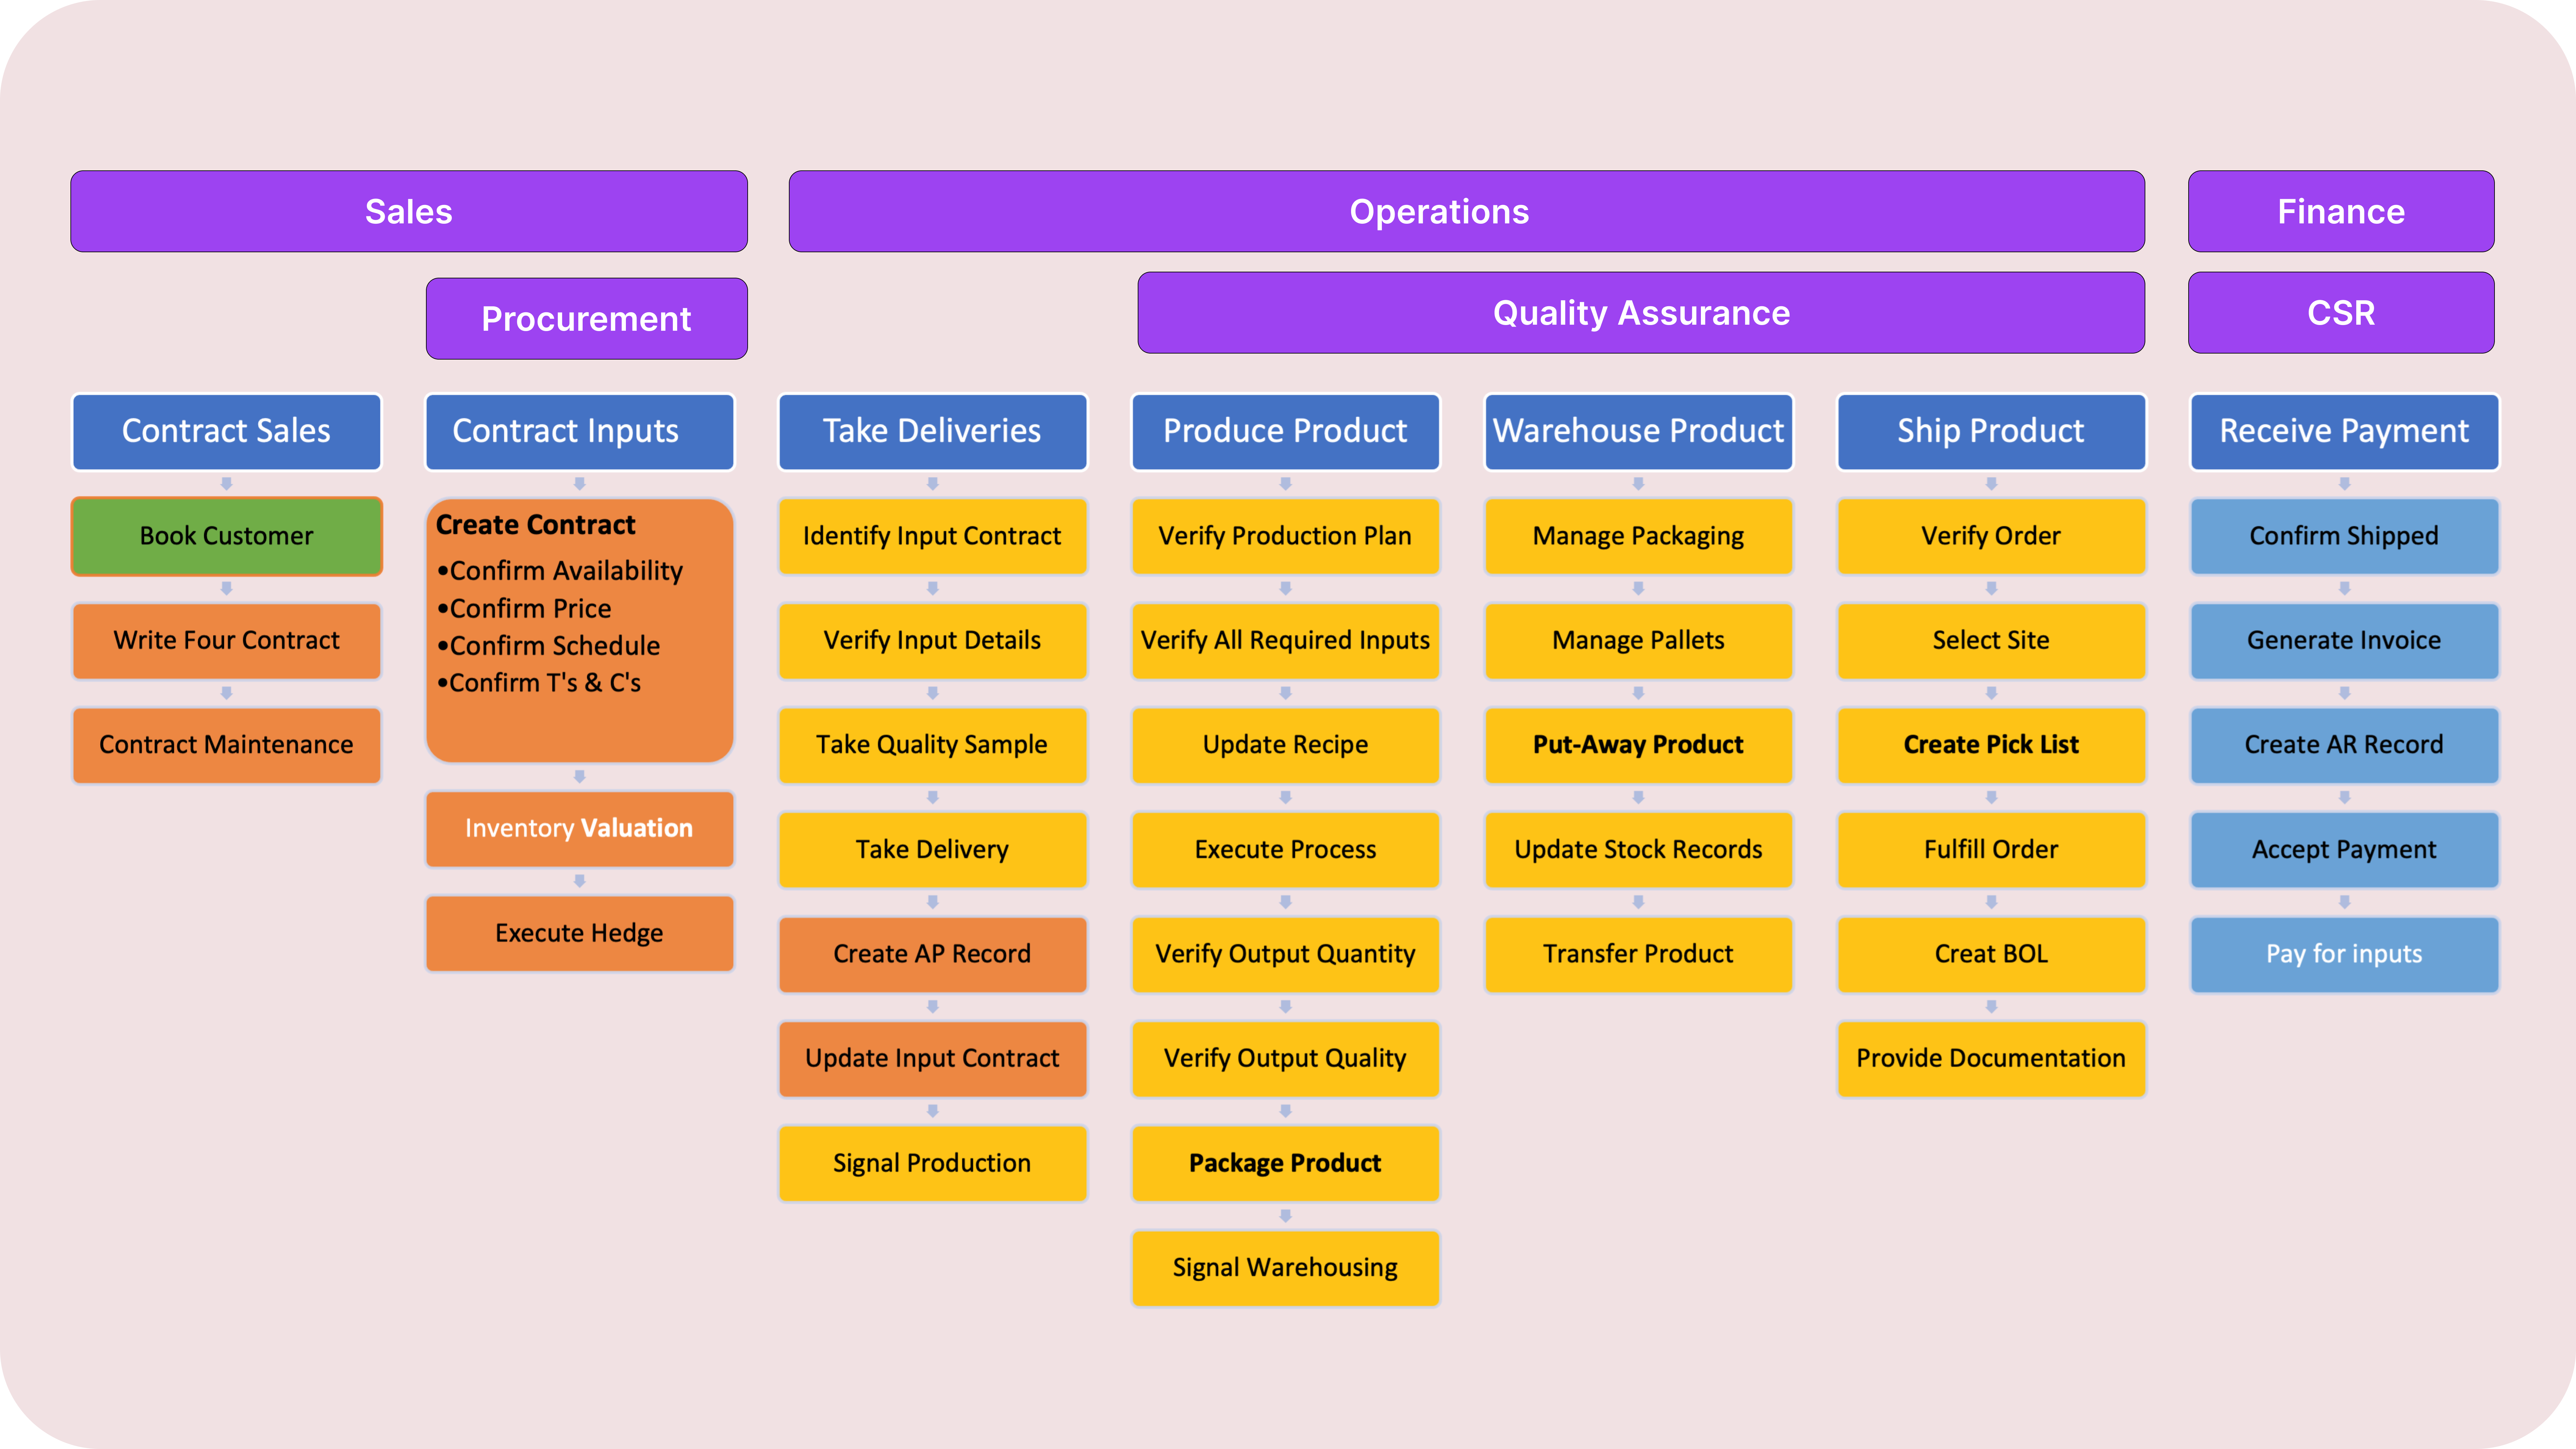 Sales
Operations
Finance
Procurement
Quality Assurance
CSR
Contract Sales
Book Customer
Write Four Contract
Contract Maintenance
Contract Inputs
Create Contract
•Confirm Availability
•Confirm Price
•Confirm Schedule
•Confirm T's & C's
Inventory Valuation
Execute Hedge
Take Deliveries
Identify Input Contract
Verify Input Details
Take Quality Sample
Take Delivery
Create AP Record
Update Input Contract
Signal Production
Produce Product
Verify Production Plan
Verify All Required Inputs
Update Recipe
Execute Process
Verify Output Quantity
Verify Output Quality
Package Product
Signal Warehousing
Warehouse Product
Manage Packaging
Manage Pallets
Put-Away Product
Update Stock Records
Transfer Product
Ship Product
Verify Order
Select Site
Create Pick List
Fulfill Order
Creat BOL
Provide Documentation
Receive Payment
Confirm Shipped
Generate Invoice
Create AR Record
Accept Payment
Pay for inputs